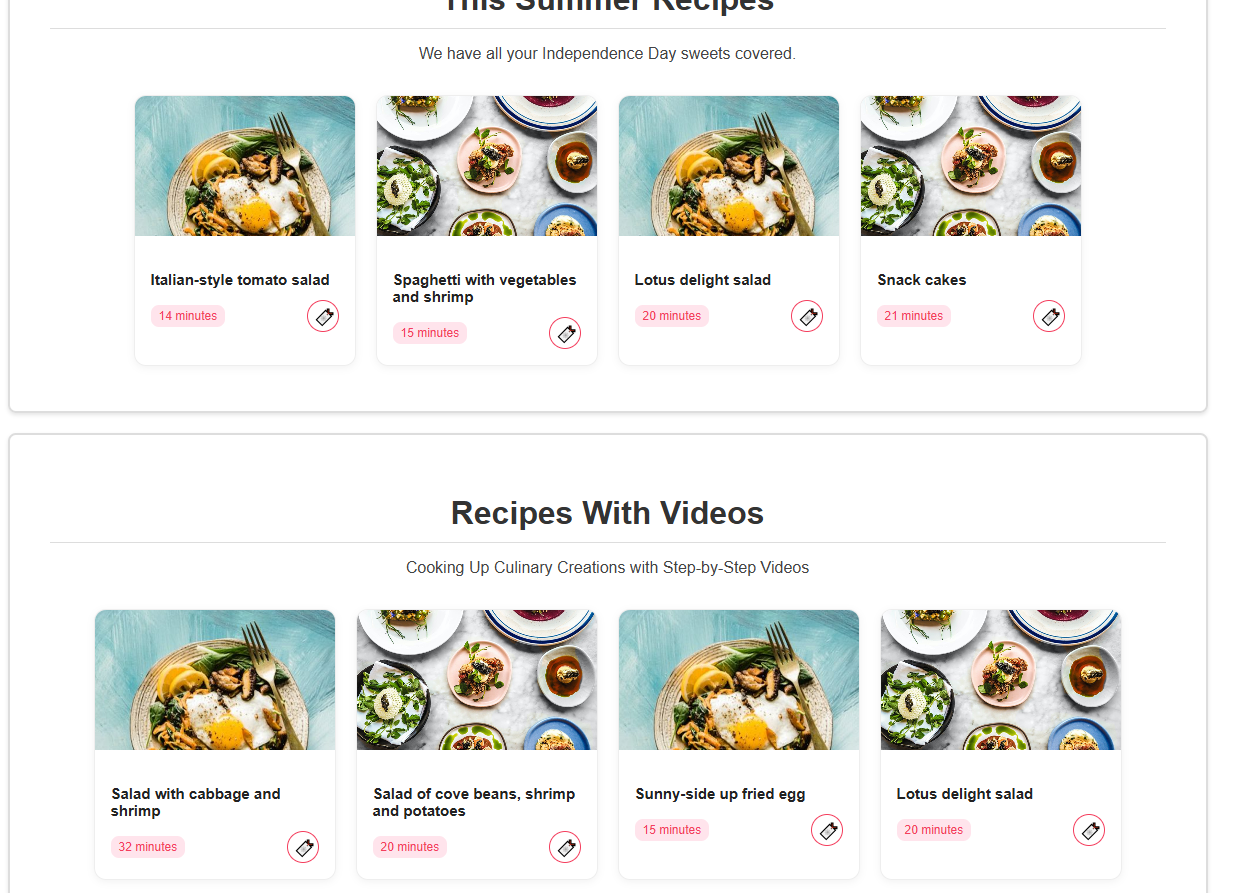 This Summer Recipes
We have all your Independence Day sweets covered.
Italian-style tomato salad
14 minutes
Spaghetti with vegetables
and shrimp
15 minutes
Lotus delight salad
20 minutes
Snack cakes
21 minutes
Recipes With Videos
Cooking Up Culinary Creations with Step-by-Step Videos
Salad with cabbage and
shrimp
32 minutes
Salad of cove beans, shrimp
and potatoes
20 minutes
Sunny-side up fried egg
15 minutes
Lotus delight salad
20 minutes